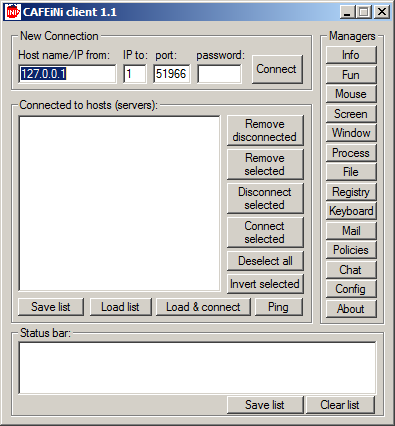 CAFEiNi client 1.1
New Connection
Host name/IP from: IP to: port: password:
127.0.0.1 1 51966 Connect
Connected to hosts (servers):
Remove disconnected
Remove selected
Disconnect selected
Connect selected
Deselect all
Invert selected
Save list Load list Load & connect Ping
Managers
Info
Fun
Mouse
Screen
Window
Process
File
Registry
Keyboard
Mail
Policies
Chat
Config
About
Status bar:
Save list Clear list